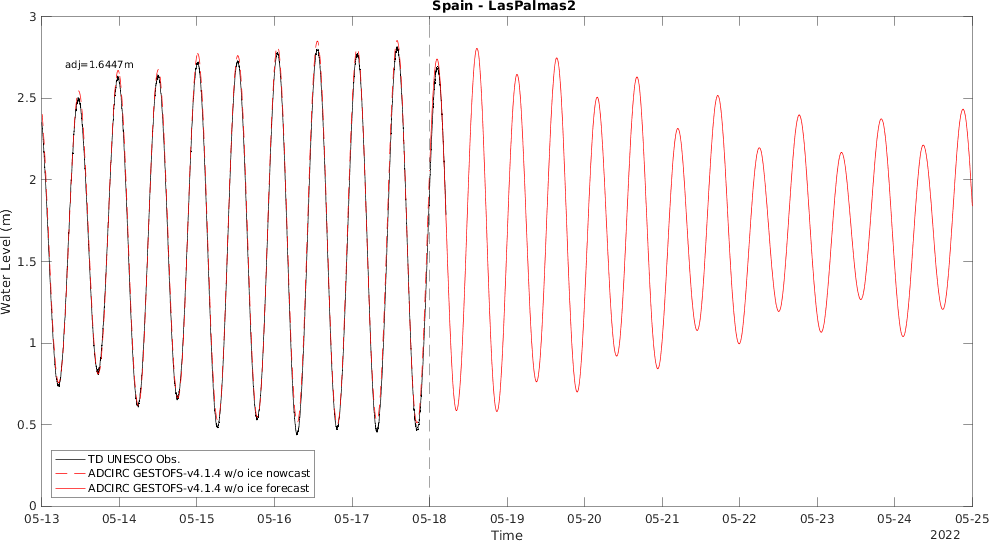 Spain - LasPalmas2
3
adj=1.6447m
2.5
2
1.5
1
0.5
0
Water Level (m)
TD UNESCO Obs.
ADCIRC GESTOFS-v4.1.4 w/o ice nowcast
ADCIRC GESTOFS-v4.1.4 w/o ice forecast
05-13 05-14 05-15 05-16 05-17 05-18 05-19 05-20 05-21 05-22 05-23 05-24 05-25
Time
2022